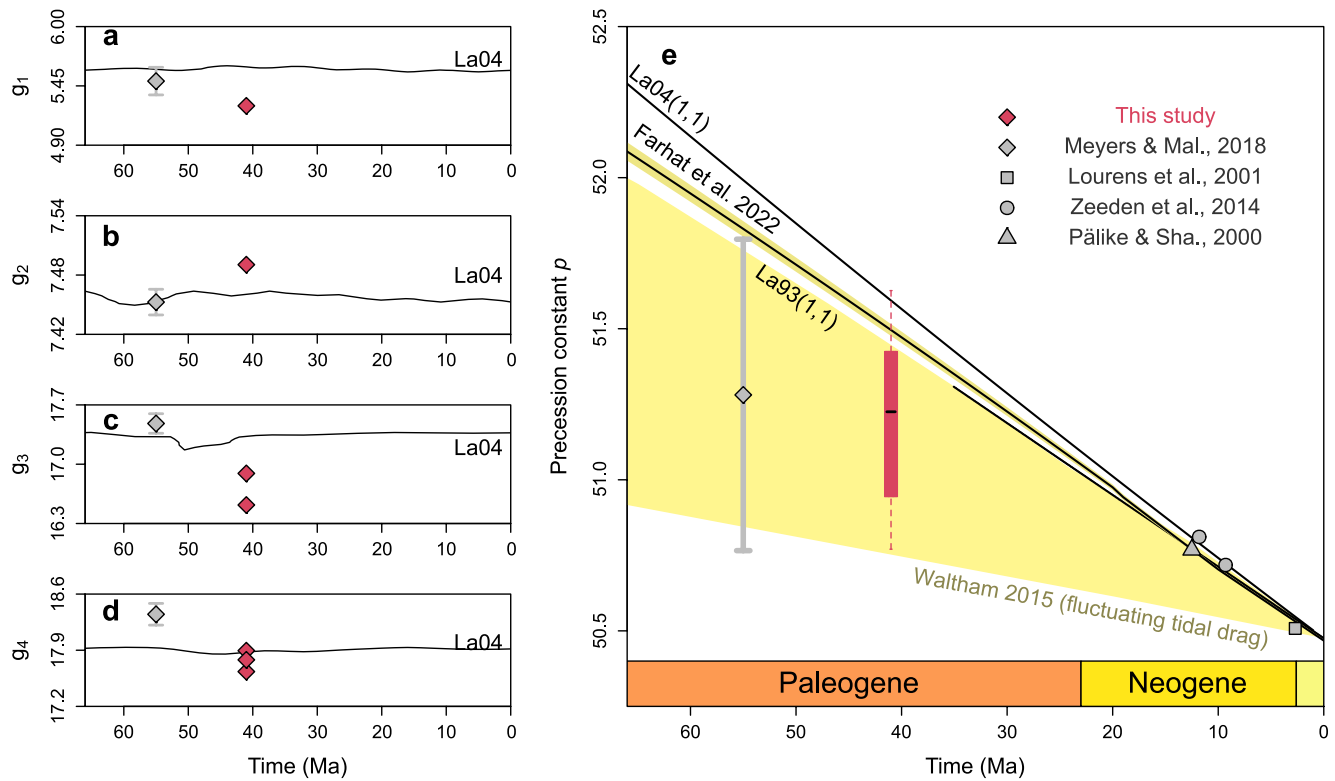 a
La04
g1
6.00
5.45
4.90
60 50 40 30 20 10 0
b
La04
g2
7.54
7.48
7.42
60 50 40 30 20 10 0
c
La04
g3
17.7
17.0
16.3
60 50 40 30 20 10 0
d
La04
g4
18.6
17.9
17.2
60 50 40 30 20 10 0
Time (Ma)
e
Precession constant p
52.5
52.0
51.5
51.0
50.5
La04(1,1)
Farhat et al. 2022
La93(1,1)
Waltham 2015 (fluctuating tidal drag)
This study
Meyers & Mal., 2018
Lourens et al., 2001
Zeeden et al., 2014
Pälike & Sha., 2000
Paleogene
Neogene
60 50 40 30 20 10 0
Time (Ma)